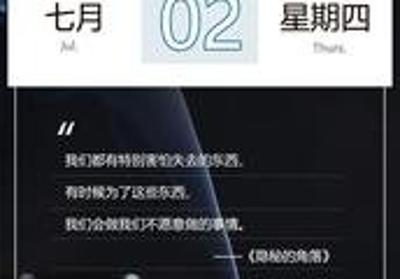 七月 02 星期四
Jul. Thurs.
“
我们都有特别害怕失去的东西,
有时候为了这些东西,
我们会做我们不愿意做的事情。
——《隐秘的角落》